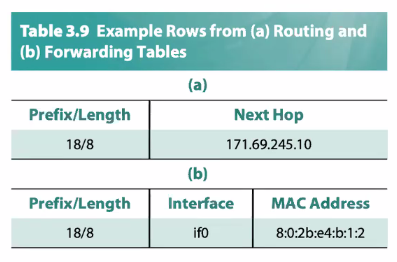 Table 3.9 Example Rows from (a) Routing and
(b) Forwarding Tables
(a)
Prefix/Length Next Hop
18/8 171.69.245.10
(b)
Prefix/Length Interface MAC Address
18/8 if0 8:0:2b:e4:b:1:2